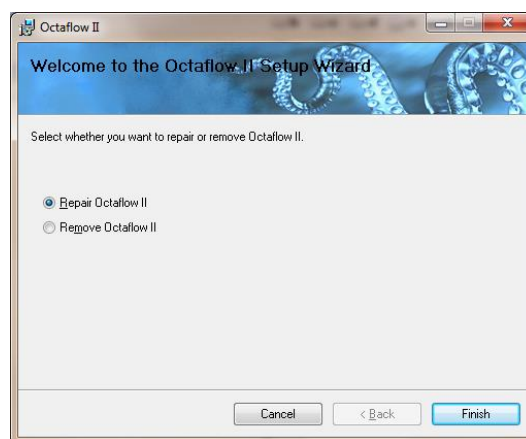 Octaflow II
Welcome to the Octaflow II Setup Wizard
Select whether you want to repair or remove Octaflow II.
Repair Octaflow II
Remove Octaflow II
Cancel
< Back
Finish